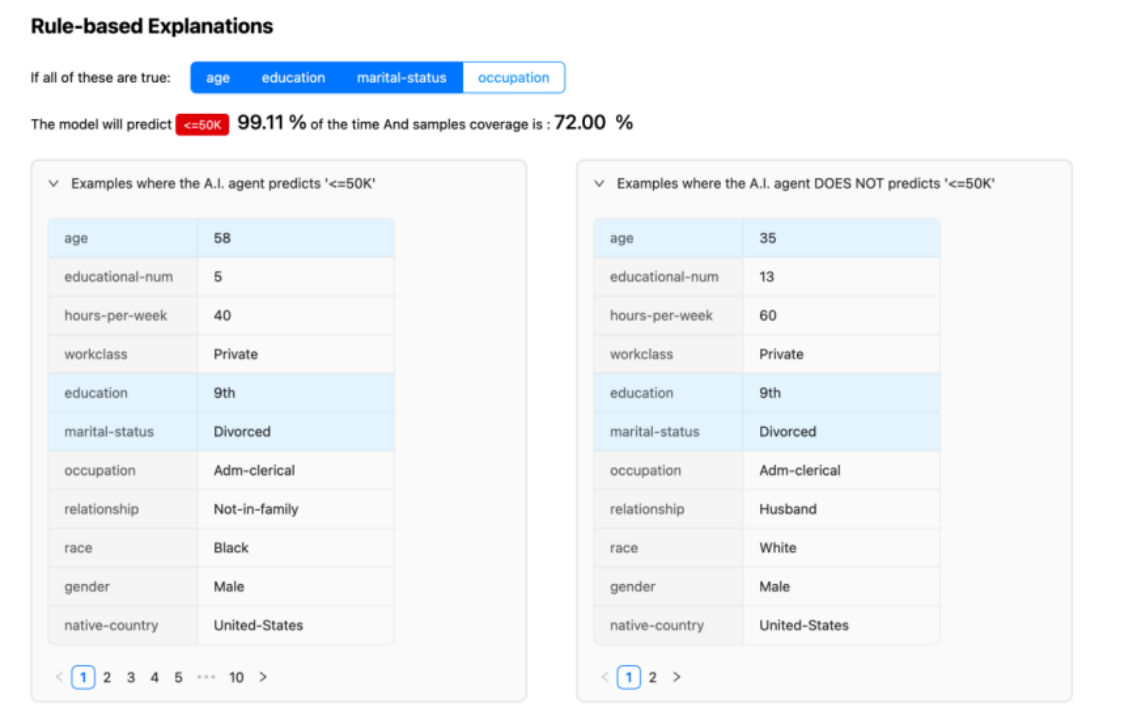 Rule-based Explanations
If all of these are true: age education marital-status occupation
The model will predict <=50K 99.11 % of the time And samples coverage is : 72.00 %
Examples where the A.I. agent predicts '<=50K'
age 58
educational-num 5
hours-per-week 40
workclass Private
education 9th
marital-status Divorced
occupation Adm-clerical
relationship Not-in-family
race Black
gender Male
native-country United-States
< 1 2 3 4 5 ••• 10 >
Examples where the A.I. agent DOES NOT predicts '<=50K'
age 35
educational-num 13
hours-per-week 60
workclass Private
education 9th
marital-status Divorced
occupation Adm-clerical
relationship Husband
race White
gender Male
native-country United-States
< 1 2 >